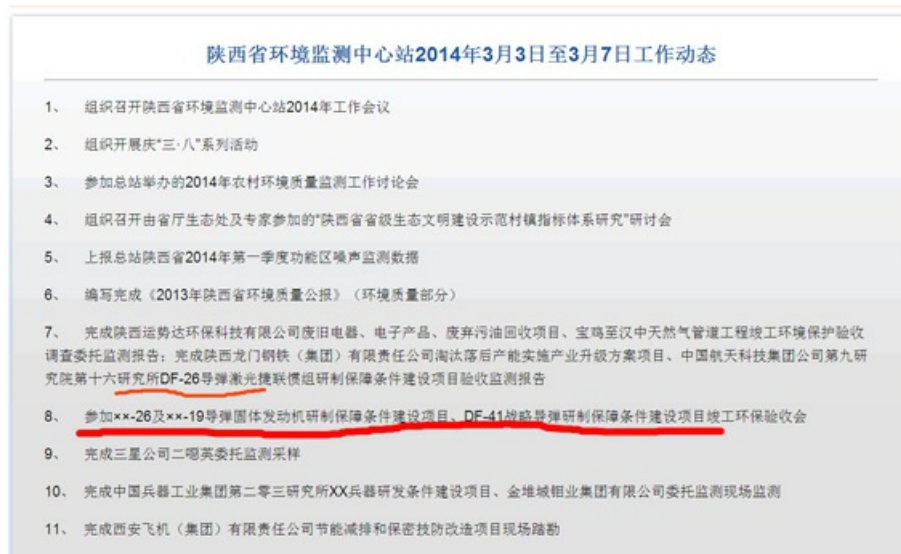 陕西省环境监测中心站2014年3月3日至3月7日工作动态
1、 组织召开陕西省环境监测中心站2014年工作会议
2、 组织开展庆“三·八”系列活动
3、 参加总站举办的2014年农村环境质量监测工作讨论会
4、 组织召开由省厅生态处及专家参加的“陕西省省级生态文明建设示范村镇指标体系研究”研讨会
5、 上报总站陕西省2014年第一季度功能区噪声监测数据
6、 编写完成《2013年陕西省环境质量公报》（环境质量部分）
7、 完成陕西运势达环保科技有限公司废旧电器、电子产品、废弃污油回收项目、宝鸡至汉中天然气管道工程竣工环境保护验收
调查委托监测报告；完成陕西龙门钢铁（集团）有限责任公司淘汰落后产能实施产业升级方案项目、中国航天科技集团公司第九研
究院第十六研究所DF-26导弹激光捷联惯组研制保障条件建设项目验收监测报告
8、 参加××-26及××-19导弹固体发动机研制保障条件建设项目、DF-41战略导弹研制保障条件建设项目竣工环保验收会
9、 完成三星公司二噁英委托监测采样
10、 完成中国兵器工业集团第二零三研究所XX兵器研发条件建设项目、金堆城钼业集团有限公司委托监测现场监测
11、 完成西安飞机（集团）有限责任公司节能减排和保密技防改造项目现场踏勘